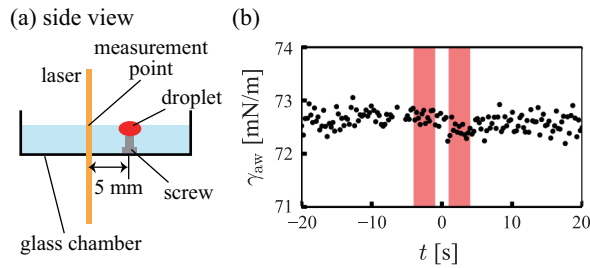 (a) side view
measurement
point
laser
droplet
5 mm
screw
glass chamber
(b)
74
73
72
71
γaw [mN/m]
−20
−10
0
10
20
t [s]